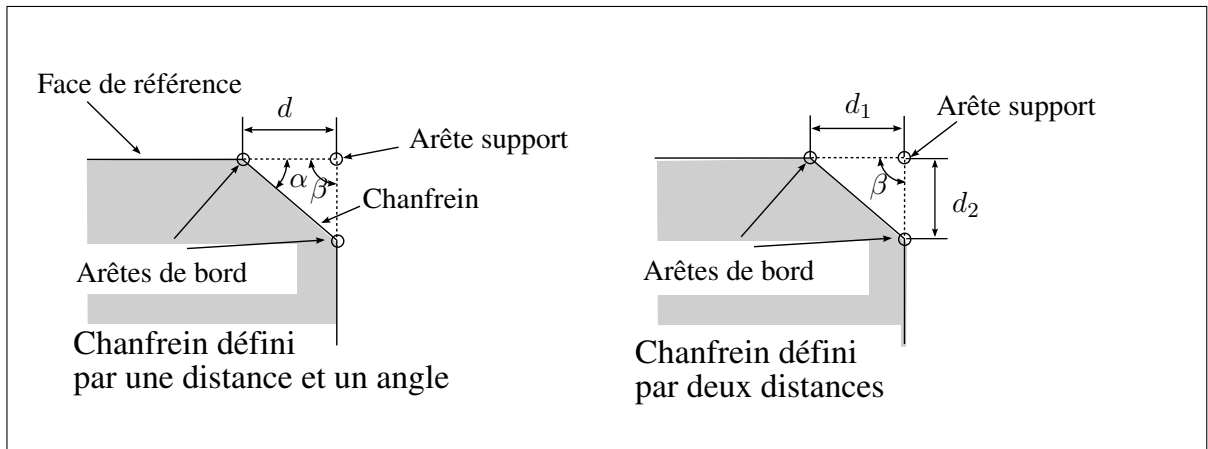 Face de référence
d
Arête support
α
β
Chanfrein
Arêtes de bord
Chanfrein défini
par une distance et un angle
d₁
Arête support
β
d₂
Arêtes de bord
Chanfrein défini
par deux distances